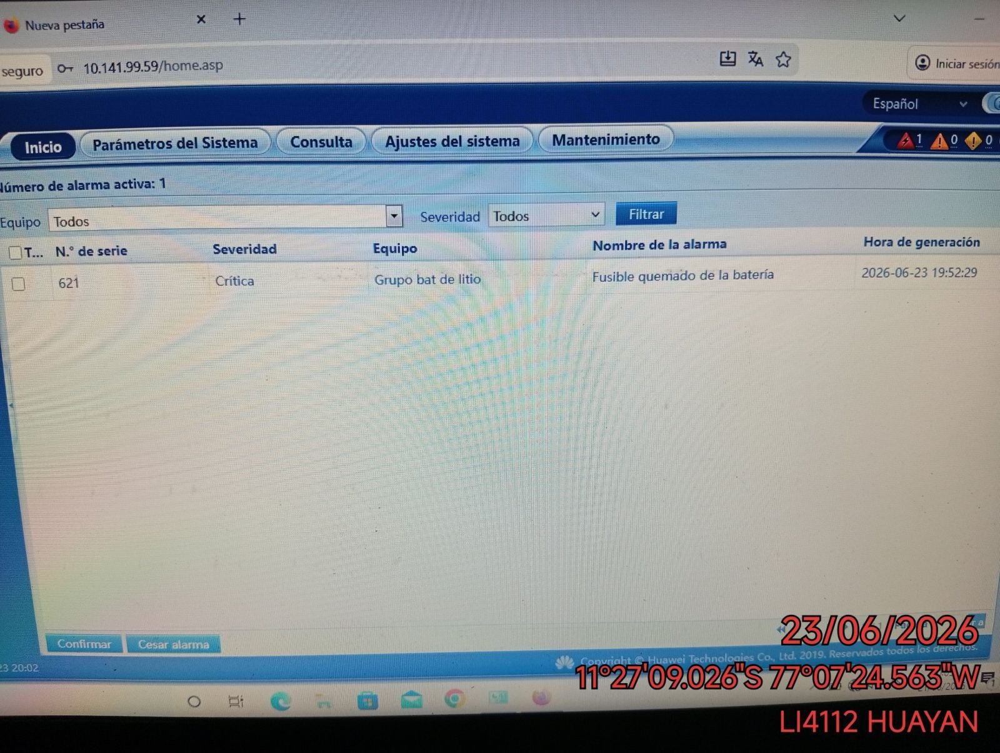 Nueva pestaña
seguro 10.141.99.59/home.asp Iniciar sesión
Español
Inicio Parámetros del Sistema Consulta Ajustes del sistema Mantenimiento 1 0 0
Número de alarma activa: 1
Equipo Todos Severidad Todos Filtrar
T... N.° de serie Severidad Equipo Nombre de la alarma Hora de generación
621 Crítica Grupo bat de litio Fusible quemado de la batería 2026-06-23 19:52:29
Confirmar Cesar alarma
23/06/2026
23 20:02 Copyright © Huawei Technologies Co., Ltd. 2019. Reservados todos los derechos.
11°27'09.026"S 77°07'24.563"W
LI4112 HUAYAN